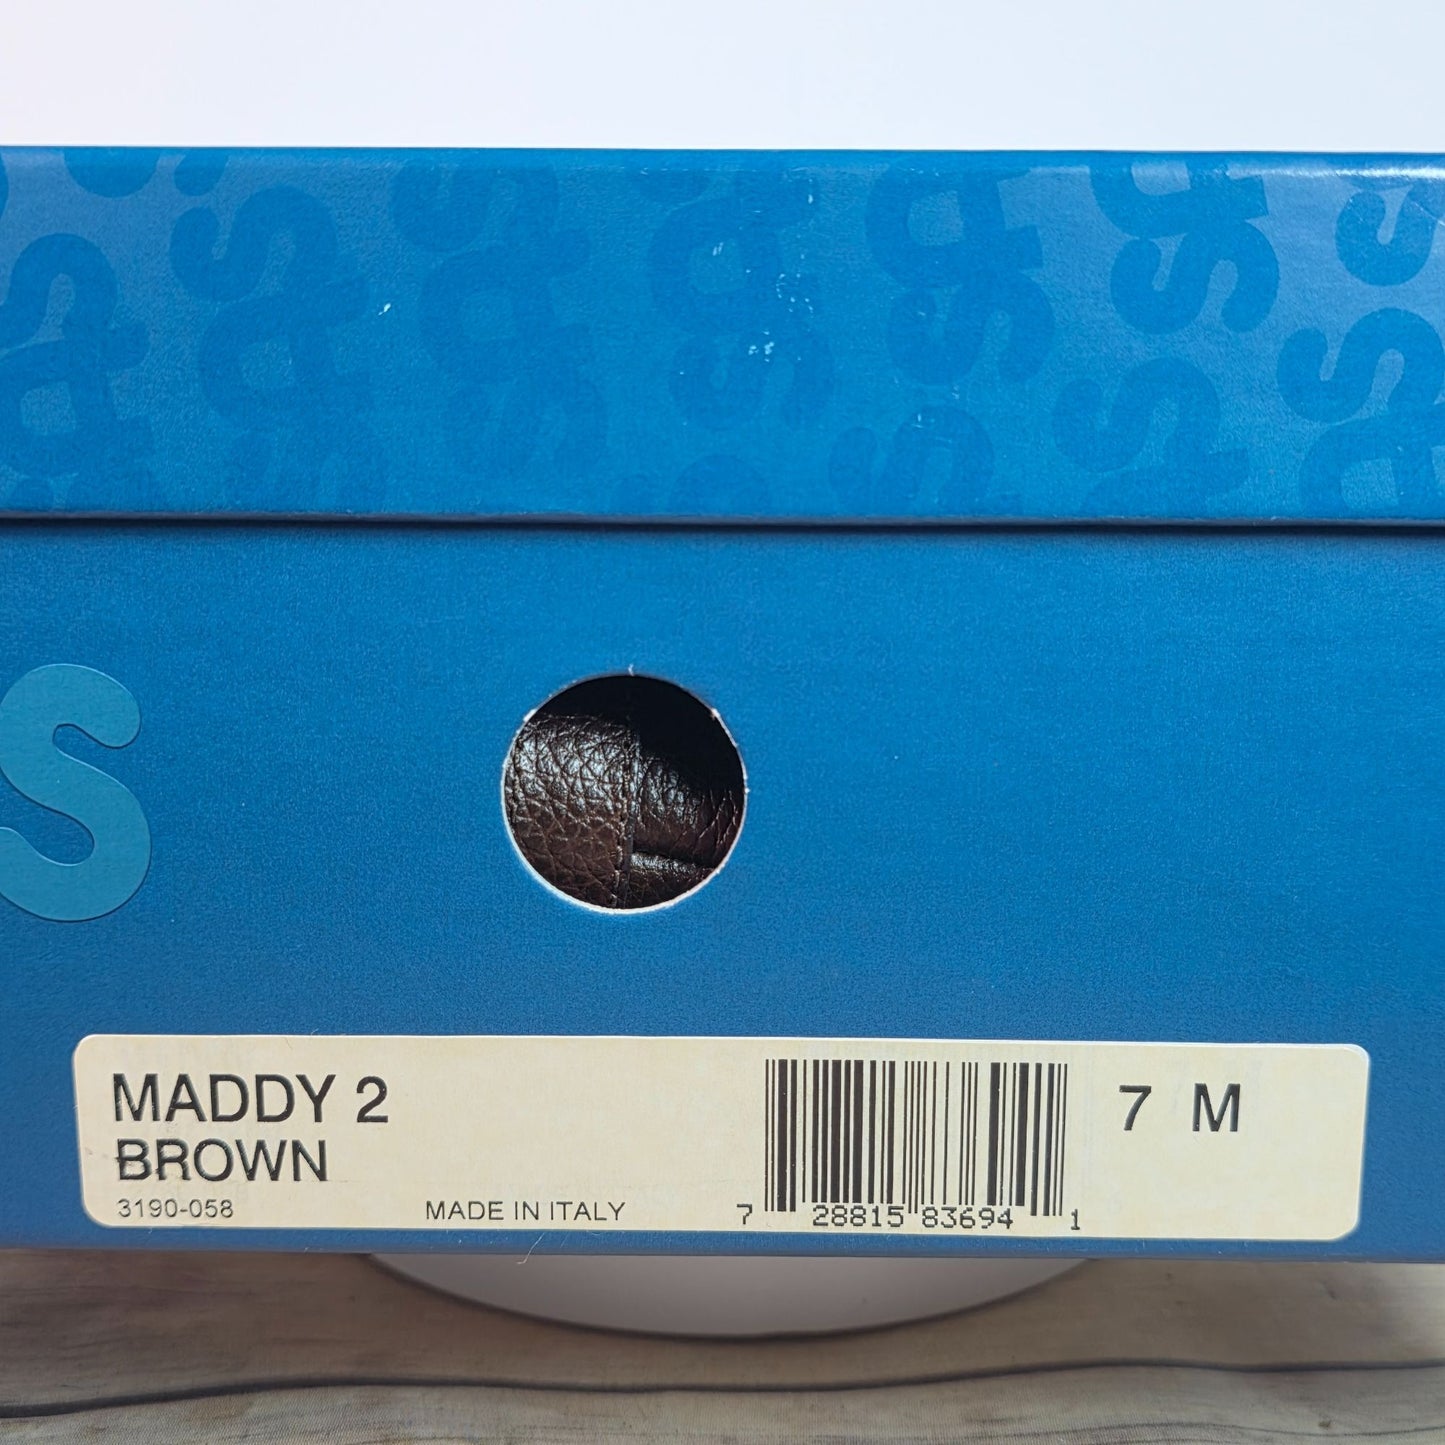 s
MADDY 2
BROWN
3190-058
MADE IN ITALY
7 28815 83694 1
7 M